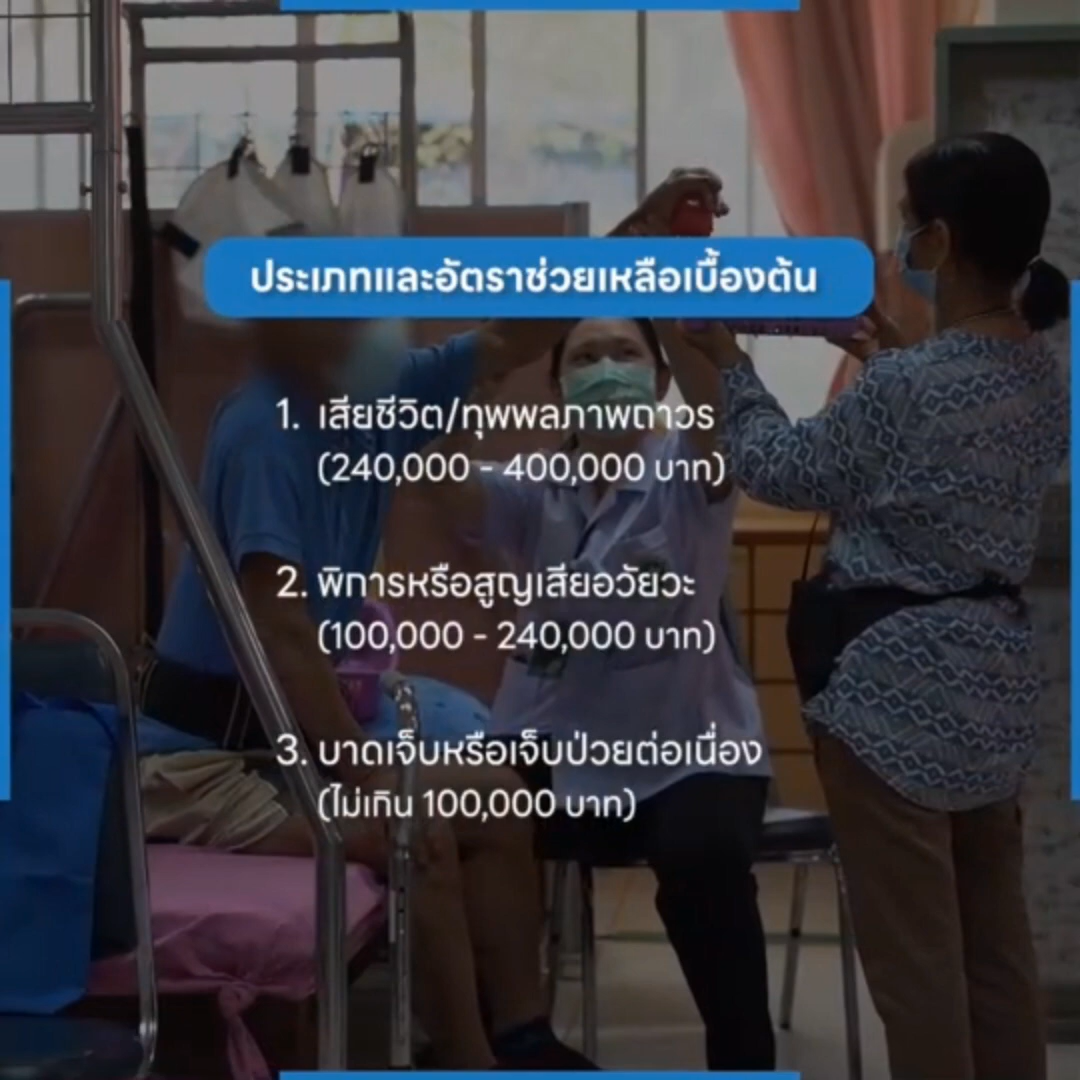 ประเภทและอัตราช่วยเหลือเบื้องต้น
1. เสียชีวิต/ทุพพลภาพถาวร
(240,000 - 400,000 บาท)
2. พิการหรือสูญเสียอวัยวะ
(100,000 - 240,000 บาท)
3. บาดเจ็บหรือเจ็บป่วยต่อเนื่อง
(ไม่เกิน 100,000 บาท)